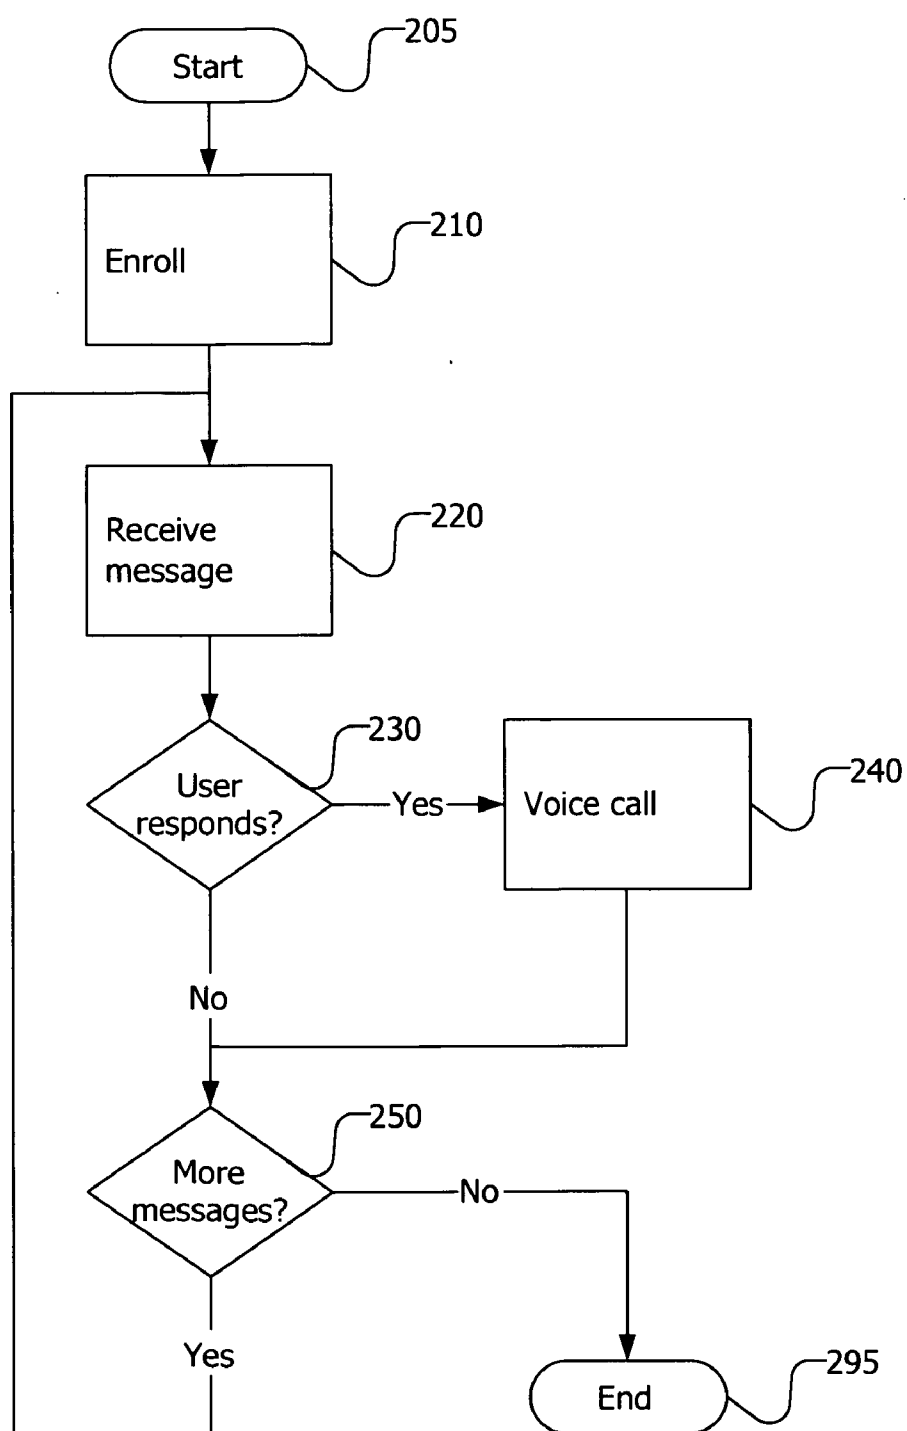 205
Start
210
Enroll
220
Receive
message
230
User
responds?
Yes
240
Voice call
No
250
More
messages?
No
Yes
295
End